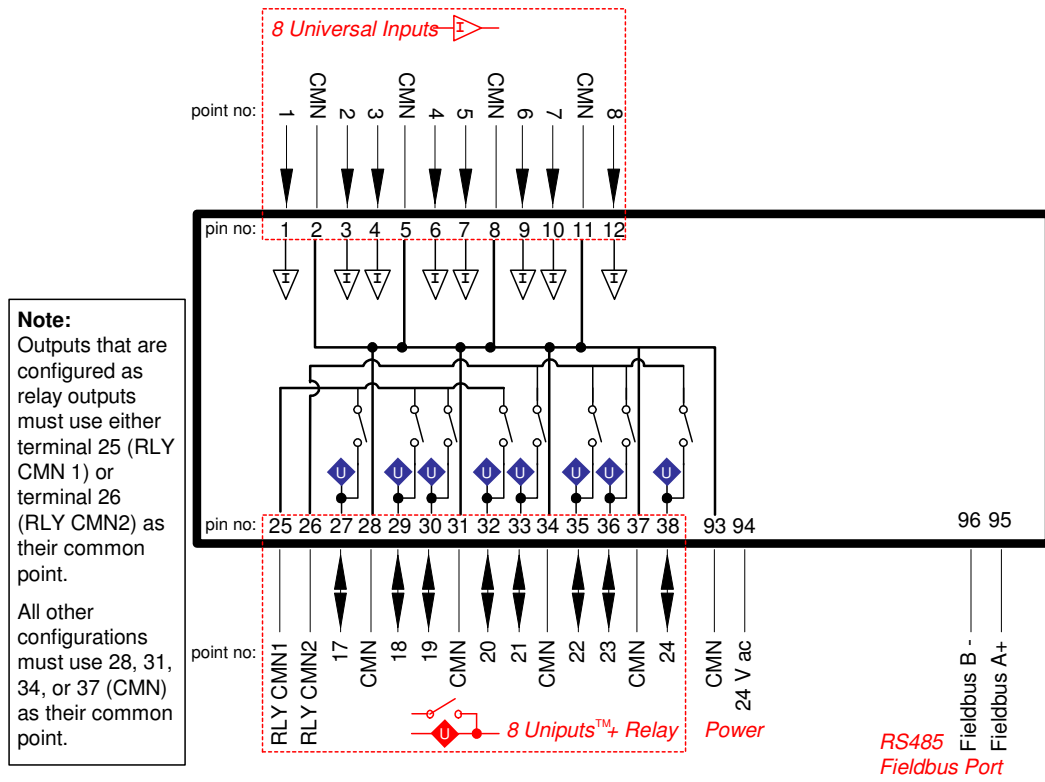 8 Universal Inputs I
point no: 1 CMN 2 3 CMN 4 5 CMN 6 7 CMN 8
pin no: 1 2 3 4 5 6 7 8 9 10 11 12
I I I I I I I I
Note:
Outputs that are
configured as
relay outputs
must use either
terminal 25 (RLY
CMN 1) or
terminal 26
(RLY CMN2) as
their common
point.
All other
configurations
must use 28, 31,
34, or 37 (CMN)
as their common
point.
U U U U U U U U
pin no: 25 26 27 28 29 30 31 32 33 34 35 36 37 38 93 94 96 95
point no: RLY CMN1 RLY CMN2 17 CMN 18 19 CMN 20 21 CMN 22 23 CMN 24 CMN 24 V ac Fieldbus B - Fieldbus A+
U 8 Uniputs™+ Relay
Power
RS485
Fieldbus Port